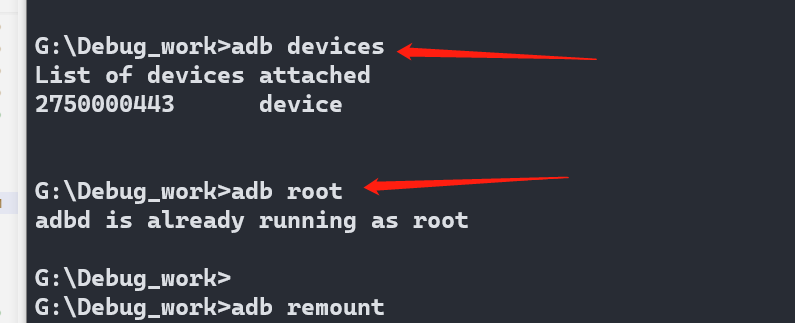 G:\Debug_work>adb devices
List of devices attached
2750000443      device
G:\Debug_work>adb root
adbd is already running as root
G:\Debug_work>
G:\Debug_work>adb remount